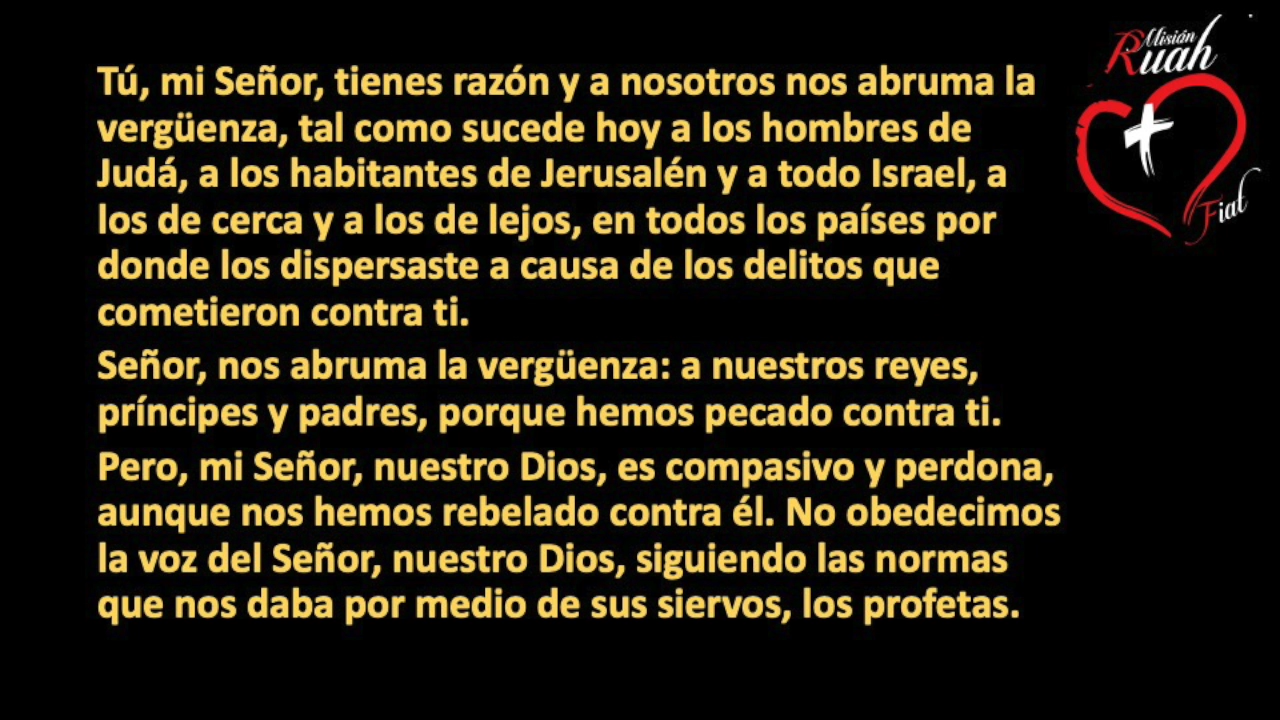 Misión
Ruah
Tú, mi Señor, tienes razón y a nosotros nos abruma la
vergüenza, tal como sucede hoy a los hombres de
Judá, a los habitantes de Jerusalén y a todo Israel, a
los de cerca y a los de lejos, en todos los países por
donde los dispersaste a causa de los delitos que
cometieron contra ti.
Señor, nos abruma la vergüenza: a nuestros reyes,
príncipes y padres, porque hemos pecado contra ti.
Pero, mi Señor, nuestro Dios, es compasivo y perdona,
aunque nos hemos rebelado contra él. No obedecimos
la voz del Señor, nuestro Dios, siguiendo las normas
que nos daba por medio de sus siervos, los profetas.
Fiat